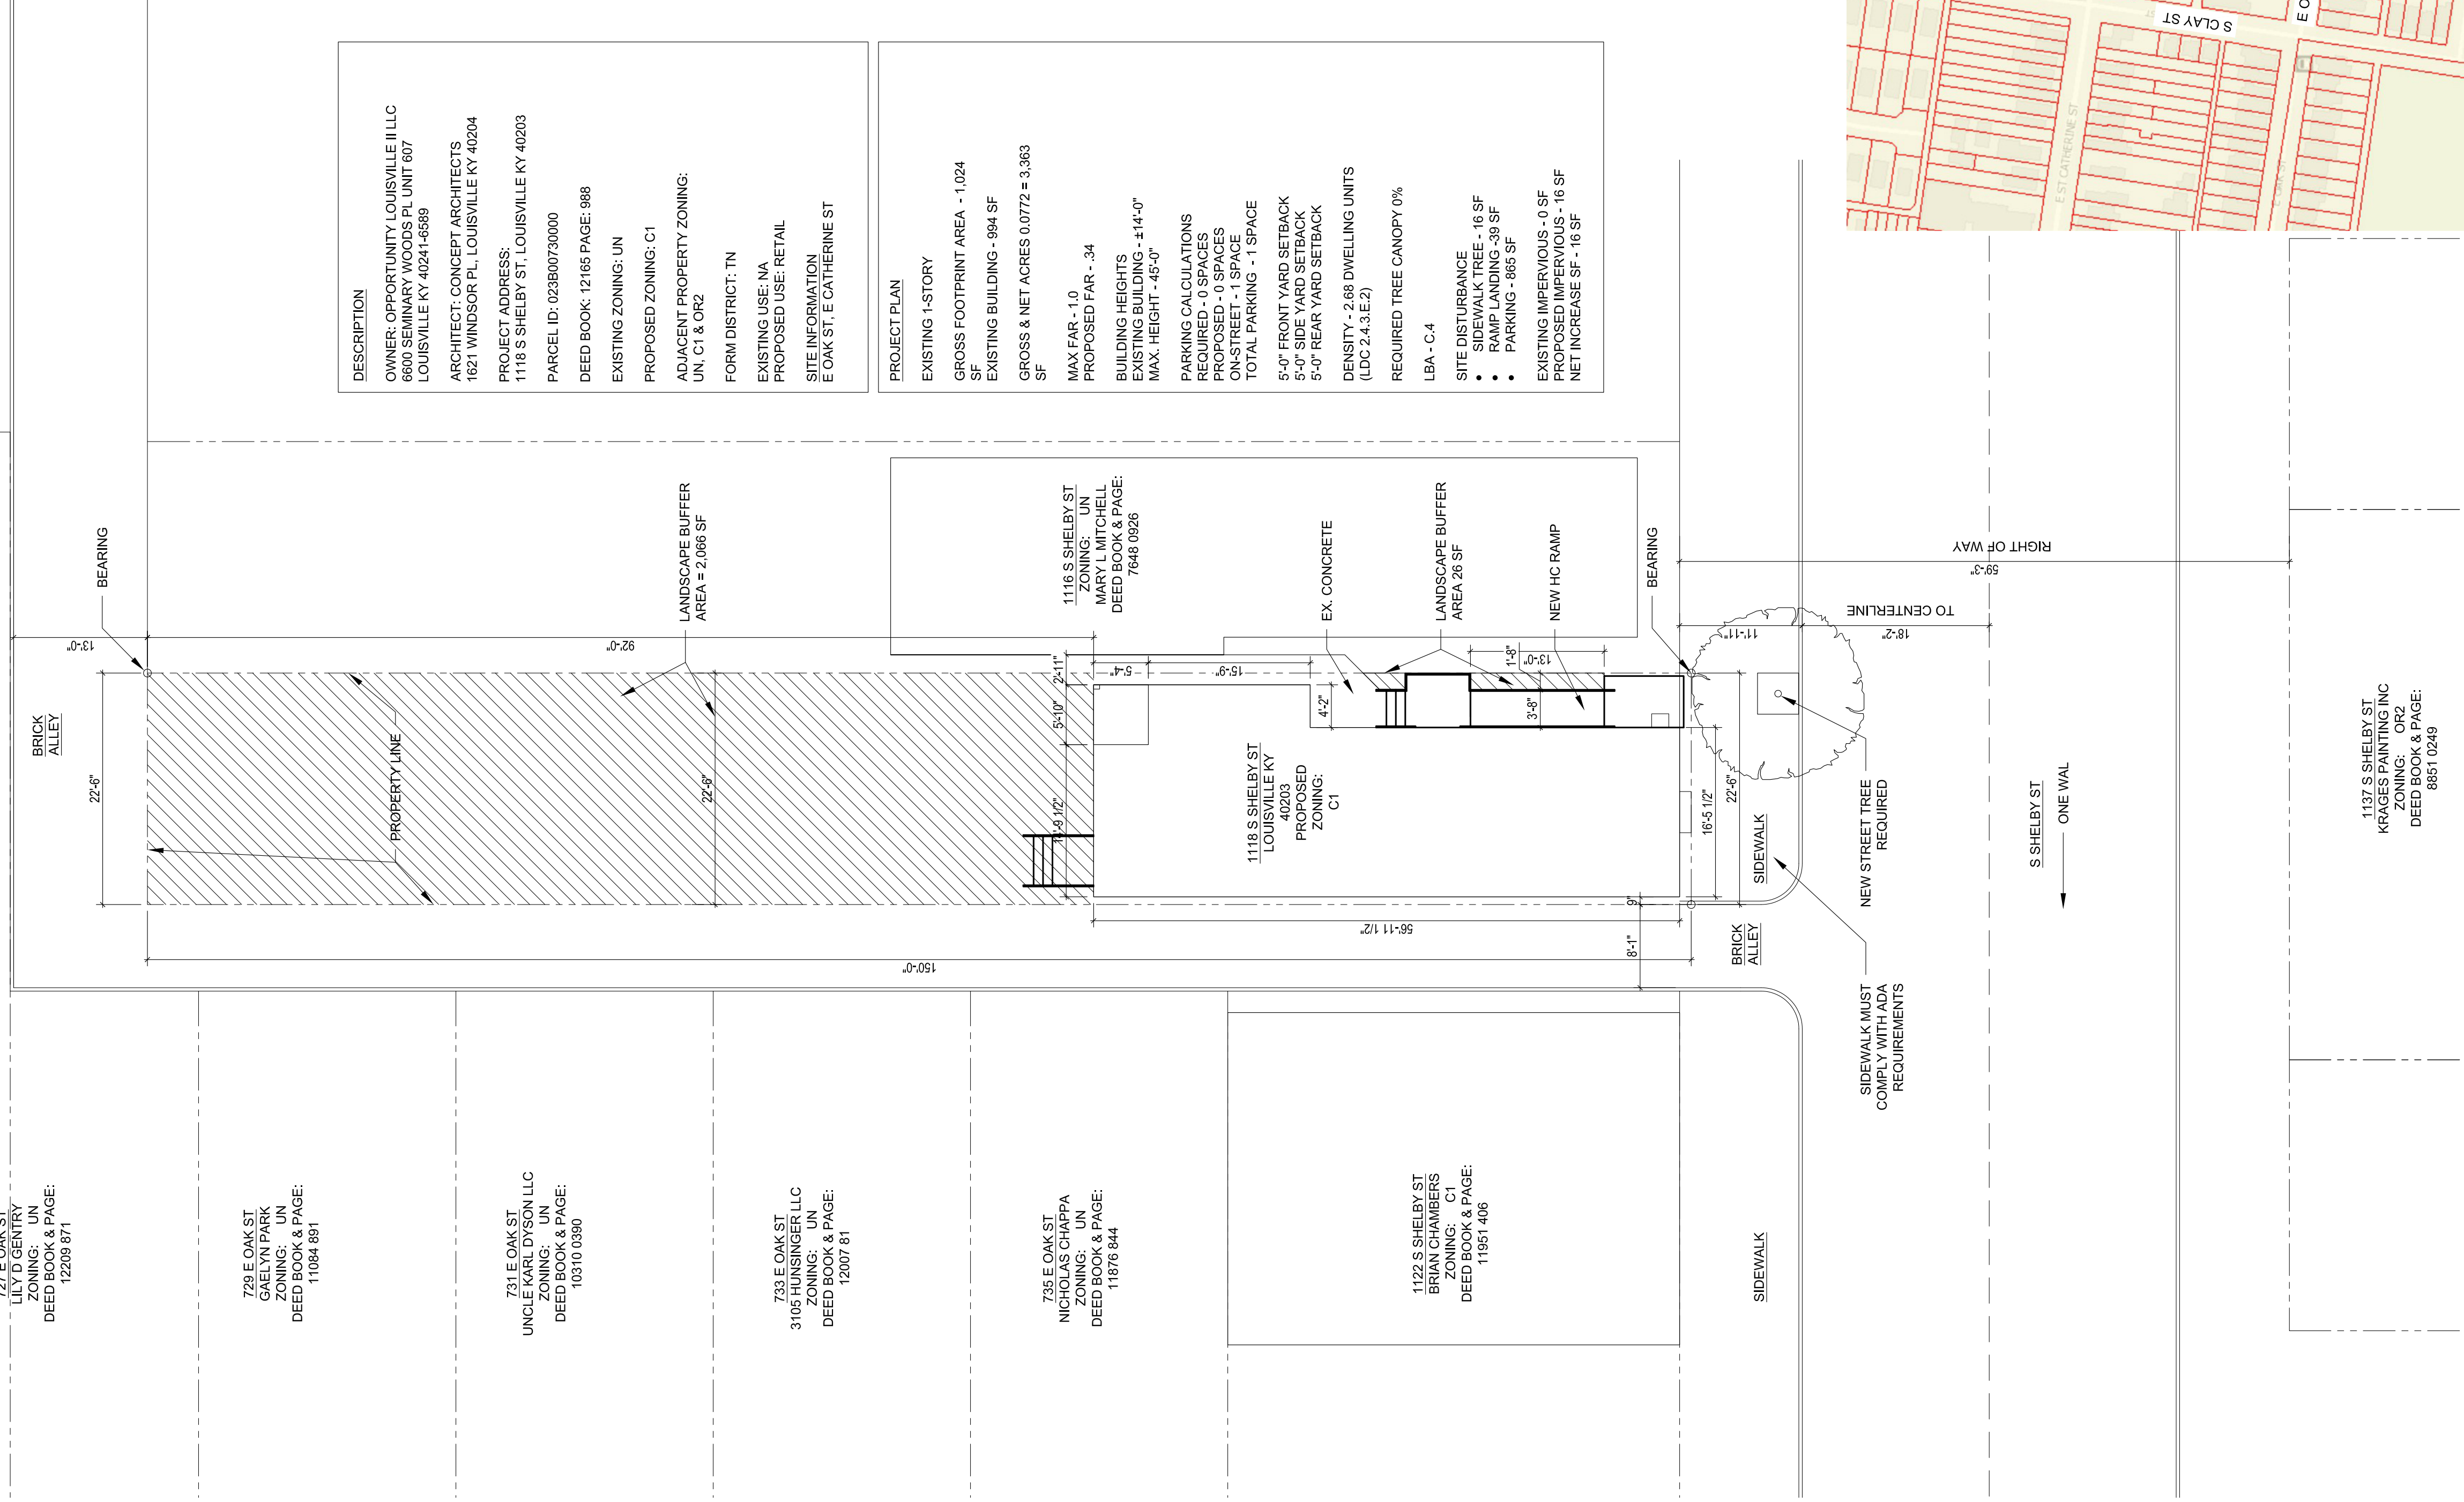 DESCRIPTION
OWNER: OPPORTUNITY LOUISVILLE II LLC
6600 SEMINARY WOODS PL UNIT 607
LOUISVILLE KY 40241-6589
ARCHITECT: CONCEPT ARCHITECTS
1621 WINDSOR PL, LOUISVILLE KY 40204
PROJECT ADDRESS:
1118 S SHELBY ST, LOUISVILLE KY 40203
PARCEL ID: 023B00730000
DEED BOOK: 12165 PAGE: 988
EXISTING ZONING: UN
PROPOSED ZONING: C1
ADJACENT PROPERTY ZONING:
UN, C1 & OR2
FORM DISTRICT: TN
EXISTING USE: NA
PROPOSED USE: RETAIL
SITE INFORMATION
E OAK ST, E CATHERINE ST
PROJECT PLAN
EXISTING 1-STORY
GROSS FOOTPRINT AREA - 1,024
SF
EXISTING BUILDING - 994 SF
GROSS & NET ACRES 0.0772 = 3,363
SF
MAX FAR - 1.0
PROPOSED FAR - .34
BUILDING HEIGHTS
EXISTING BUILDING - ±14'-0"
MAX. HEIGHT - 45'-0"
PARKING CALCULATIONS
REQUIRED - 0 SPACES
PROPOSED - 0 SPACES
ON-STREET - 1 SPACE
TOTAL PARKING - 1 SPACE
5'-0" FRONT YARD SETBACK
5'-0" SIDE YARD SETBACK
5'-0" REAR YARD SETBACK
DENSITY - 2.68 DWELLING UNITS
(LDC 2.4.3.E.2)
REQUIRED TREE CANOPY 0%
LBA - C.4
SITE DISTURBANCE
• SIDEWALK TREE - 16 SF
• RAMP LANDING -39 SF
• PARKING - 865 SF
EXISTING IMPERVIOUS - 0 SF
PROPOSED IMPERVIOUS - 16 SF
NET INCREASE SF - 16 SF
BEARING
13'-0"
BRICK
ALLEY
22'-6"
PROPERTY LINE
LANDSCAPE BUFFER
AREA = 2,066 SF
92'-0"
22'-6"
1116 S SHELBY ST
ZONING: UN
MARY L MITCHELL
DEED BOOK & PAGE:
7648 0926
2'-11"
5'-10"
14'-9 1/2"
5'-4"
15'-9"
4'-2"
EX. CONCRETE
LANDSCAPE BUFFER
AREA 26 SF
1'-8"
13'-0"
3'-8"
NEW HC RAMP
BEARING
1118 S SHELBY ST
LOUISVILLE KY
40203
PROPOSED
ZONING:
C1
56'-11 1/2"
150'-0"
9"
8'-1"
16'-5 1/2"
22'-6"
11'-11"
18'-2"
TO CENTERLINE
59'-3"
RIGHT OF WAY
BRICK
ALLEY
SIDEWALK
NEW STREET TREE
REQUIRED
SIDEWALK MUST
COMPLY WITH ADA
REQUIREMENTS
S SHELBY ST
ONE WAL
1137 S SHELBY ST
KRAGES PAINTING INC
ZONING: OR2
DEED BOOK & PAGE:
8851 0249
727 E OAK ST
LILY D GENTRY
ZONING: UN
DEED BOOK & PAGE:
12209 871
729 E OAK ST
GAELYN PARK
ZONING: UN
DEED BOOK & PAGE:
11084 891
731 E OAK ST
UNCLE KARL DYSON LLC
ZONING: UN
DEED BOOK & PAGE:
10310 0390
733 E OAK ST
3105 HUNSINGER LLC
ZONING: UN
DEED BOOK & PAGE:
12007 81
735 E OAK ST
NICHOLAS CHAPPA
ZONING: UN
DEED BOOK & PAGE:
11876 844
1122 S SHELBY ST
BRIAN CHAMBERS
ZONING: C1
DEED BOOK & PAGE:
11951 406
SIDEWALK
S CLAY ST
E ST CATHERINE ST
E OAK ST